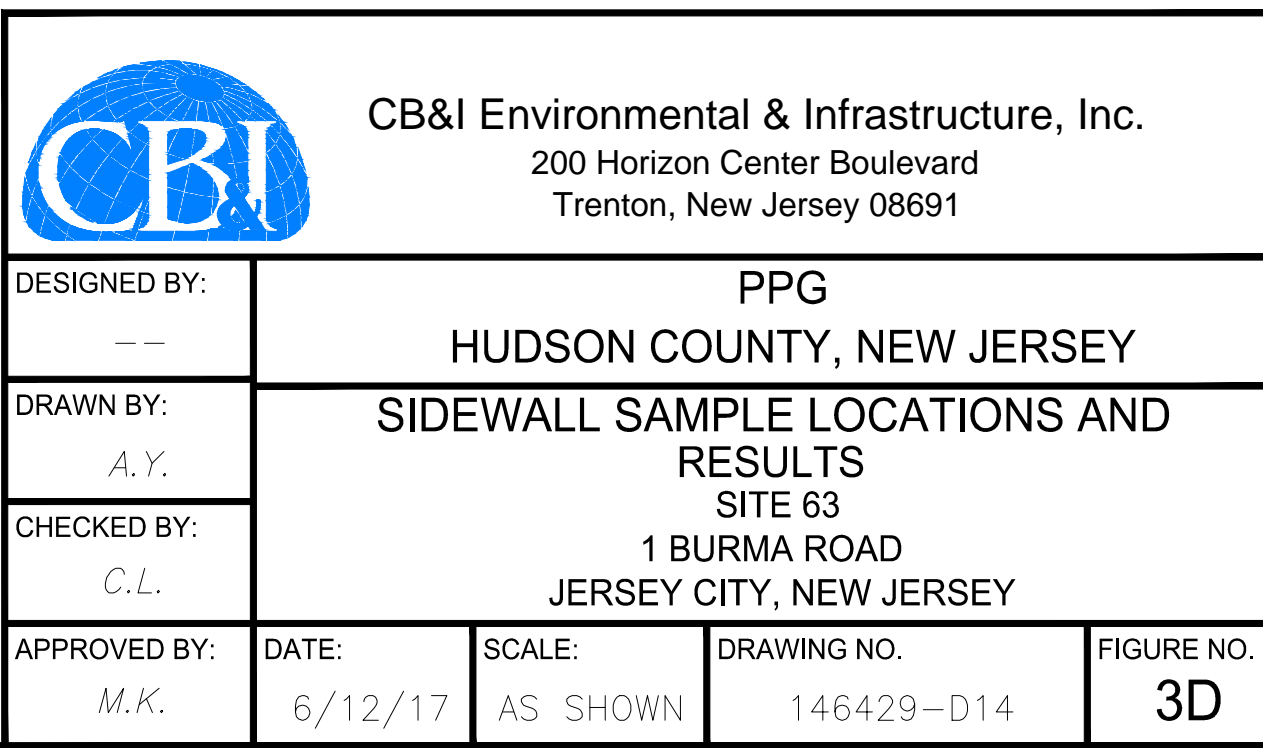 CB&I
CB&I Environmental & Infrastructure, Inc.
200 Horizon Center Boulevard
Trenton, New Jersey 08691
DESIGNED BY:
--
PPG
HUDSON COUNTY, NEW JERSEY
DRAWN BY:
A.Y.
SIDEWALL SAMPLE LOCATIONS AND
RESULTS
SITE 63
1 BURMA ROAD
JERSEY CITY, NEW JERSEY
CHECKED BY:
C.L.
APPROVED BY:
M.K.
DATE:
6/12/17
SCALE:
AS SHOWN
DRAWING NO.
146429-D14
FIGURE NO.
3D